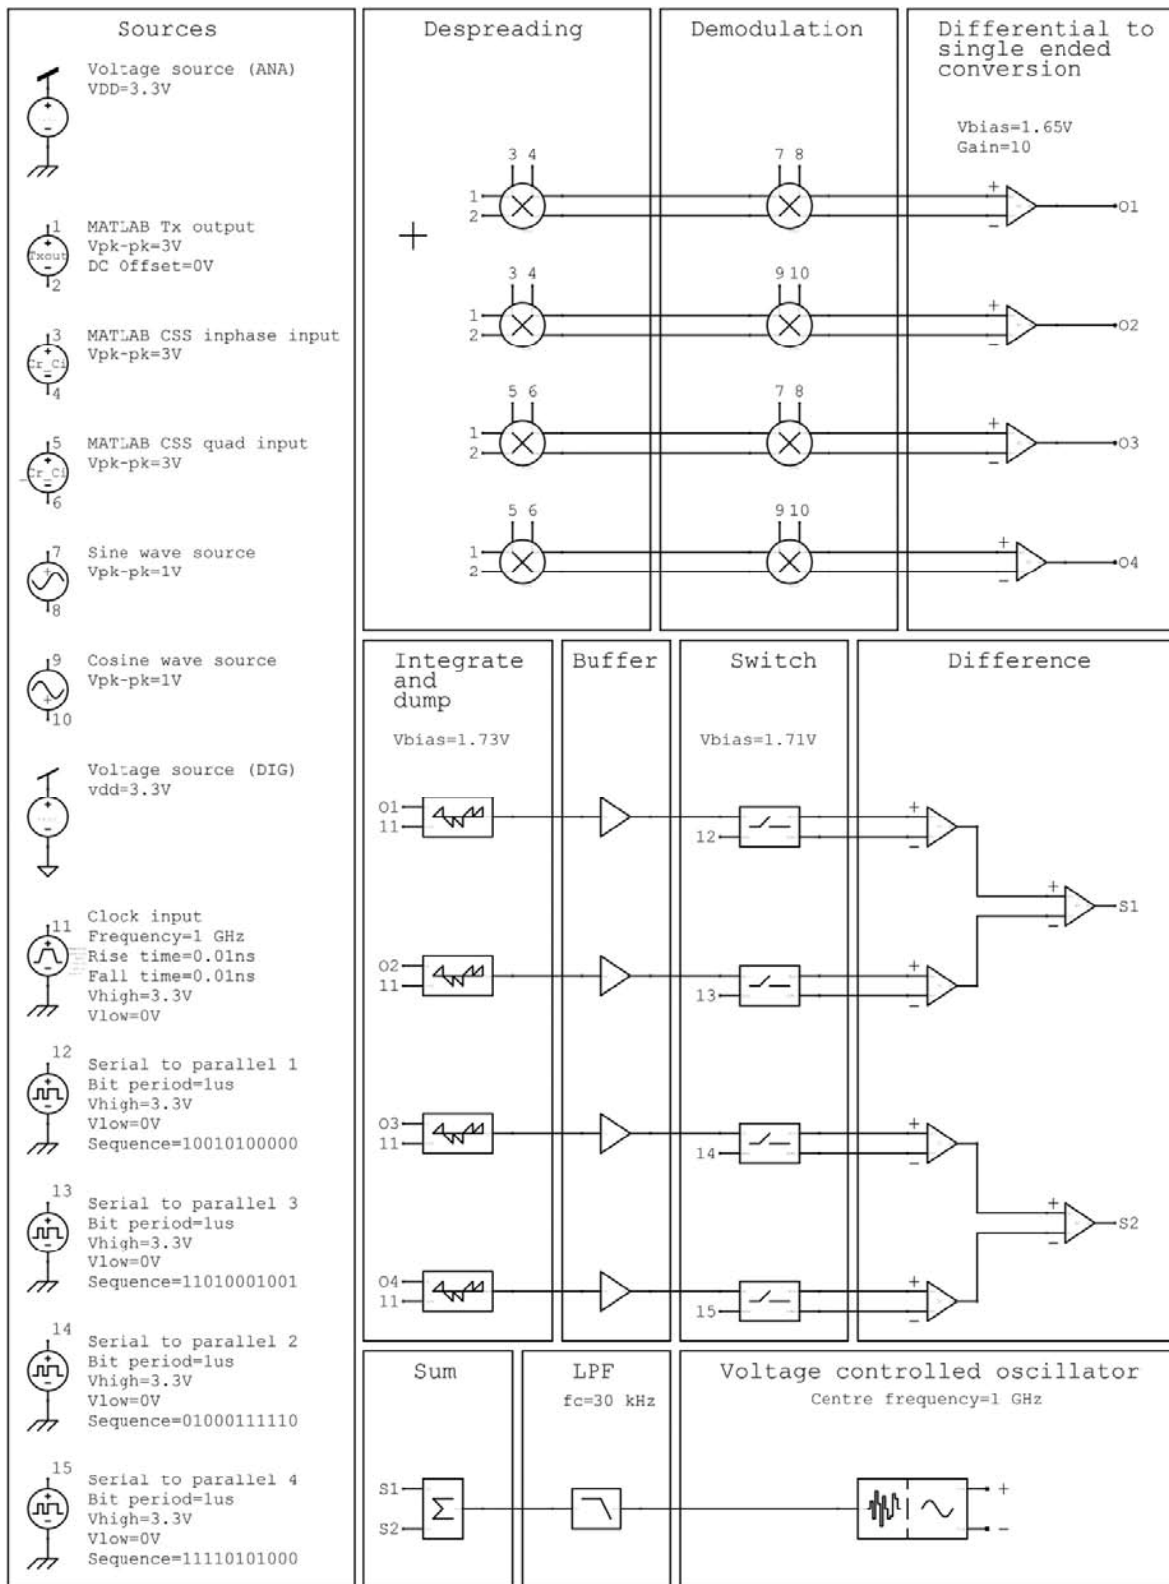 Sources
Voltage source (ANA)
VDD=3.3V
1
MATLAB Tx output
Vpk-pk=3V
DC Offset=0V
Txout
2
3
MATLAB CSS inphase input
Vpk-pk=3V
Cr_Ci
4
5
MATLAB CSS quad input
Vpk-pk=3V
_Cr_Ci
6
7
Sine wave source
Vpk-pk=1V
8
9
Cosine wave source
Vpk-pk=1V
10
Voltage source (DIG)
vdd=3.3V
11
Clock input
Frequency=1 GHz
Rise time=0.01ns
Fall time=0.01ns
Vhigh=3.3V
Vlow=0V
12
Serial to parallel 1
Bit period=1us
Vhigh=3.3V
Vlow=0V
Sequence=10010100000
13
Serial to parallel 3
Bit period=1us
Vhigh=3.3V
Vlow=0V
Sequence=11010001001
14
Serial to parallel 2
Bit period=1us
Vhigh=3.3V
Vlow=0V
Sequence=01000111110
15
Serial to parallel 4
Bit period=1us
Vhigh=3.3V
Vlow=0V
Sequence=11110101000
Despreading
Demodulation
Differential to
single ended
conversion
Vbias=1.65V
Gain=10
3 4
7 8
1
2
+
−
O1
3 4
9 10
1
2
+
−
O2
5 6
7 8
1
2
+
−
O3
5 6
9 10
1
2
+
−
O4
Integrate
and
dump
Vbias=1.73V
Buffer
Switch
Vbias=1.71V
Difference
O1
11
12
+
−
+
−
S1
O2
11
13
+
−
O3
11
14
+
−
+
−
S2
O4
11
15
+
−
Sum
LPF
fc=30 kHz
Voltage controlled oscillator
Centre frequency=1 GHz
S1
S2
Σ
+
−